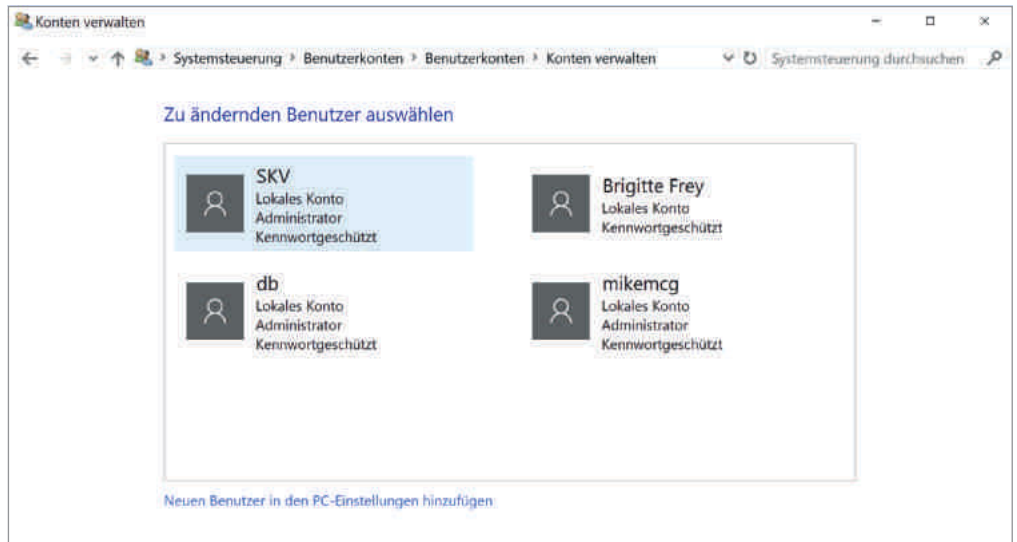 Konten verwalten
Systemsteuerung > Benutzerkonten > Benutzerkonten > Konten verwalten
Systemsteuerung durchsuchen
Zu ändernden Benutzer auswählen
SKV
Lokales Konto
Administrator
Kennwortgeschützt
Brigitte Frey
Lokales Konto
Kennwortgeschützt
db
Lokales Konto
Administrator
Kennwortgeschützt
mikemcg
Lokales Konto
Administrator
Kennwortgeschützt
Neuen Benutzer in den PC-Einstellungen hinzufügen